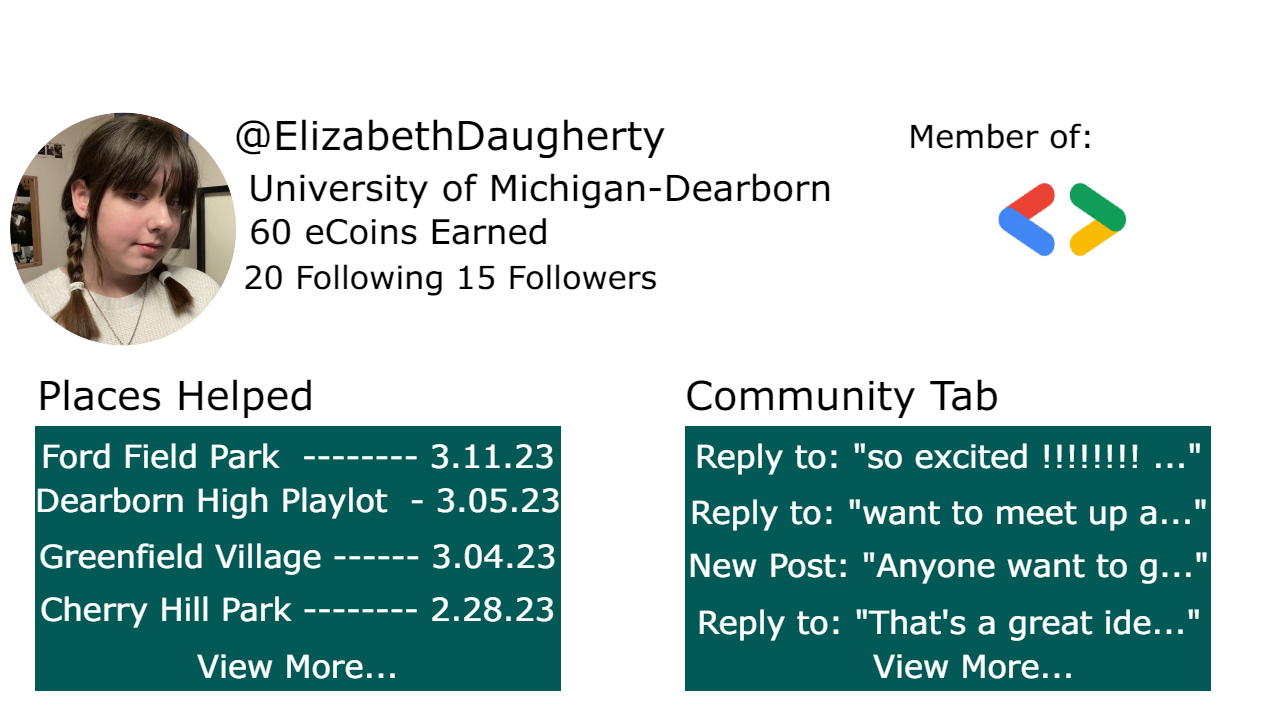 @ElizabethDaugherty
University of Michigan-Dearborn
60 eCoins Earned
20 Following 15 Followers
Member of:
Places Helped
Ford Field Park -------- 3.11.23
Dearborn High Playlot - 3.05.23
Greenfield Village ------ 3.04.23
Cherry Hill Park -------- 2.28.23
View More...
Community Tab
Reply to: "so excited !!!!!!!! ..."
Reply to: "want to meet up a..."
New Post: "Anyone want to g..."
Reply to: "That's a great ide..."
View More...